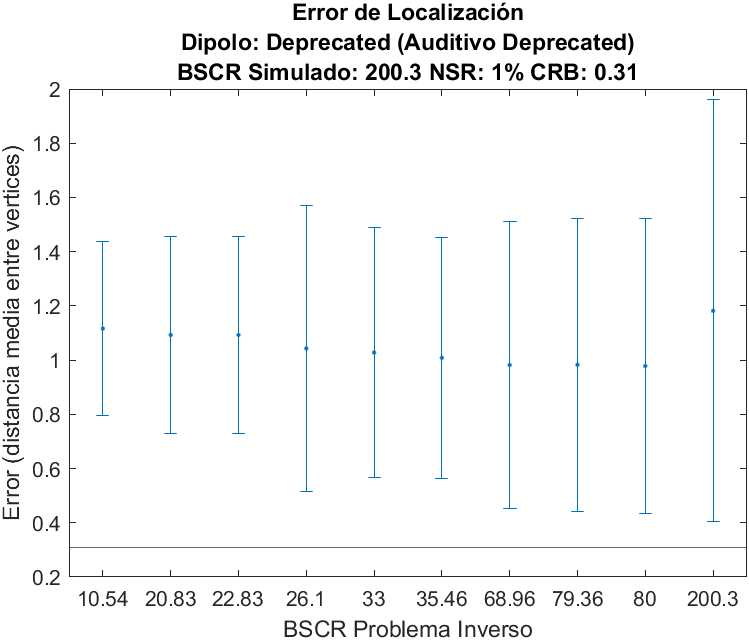 Error de Localización
Dipolo: Deprecated (Auditivo Deprecated)
BSCR Simulado: 200.3 NSR: 1% CRB: 0.31
Error (distancia media entre vertices)
2
1.8
1.6
1.4
1.2
1
0.8
0.6
0.4
0.2
10.54 20.83 22.83 26.1 33 35.46 68.96 79.36 80 200.3
BSCR Problema Inverso